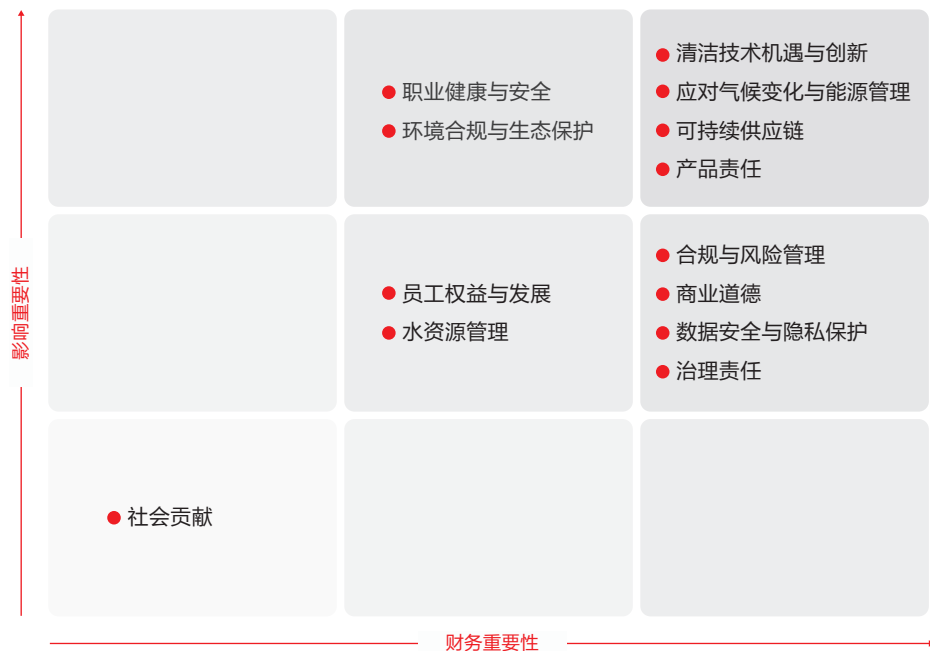 职业健康与安全
环境合规与生态保护
清洁技术机遇与创新
应对气候变化与能源管理
可持续供应链
产品责任
影响重要性
员工权益与发展
水资源管理
合规与风险管理
商业道德
数据安全与隐私保护
治理责任
社会贡献
财务重要性